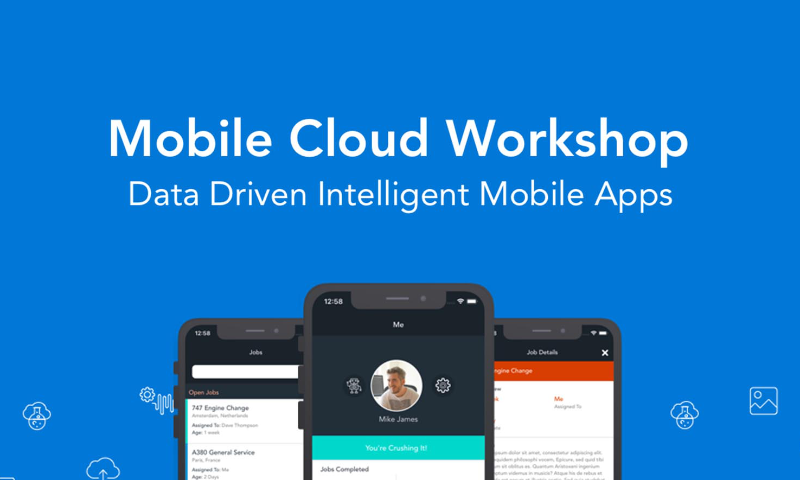 Mobile Cloud Workshop
Data Driven Intelligent Mobile Apps
12:58
Jobs
Open Jobs
747 Engine Change
Amsterdam, Netherlands
Assigned To: Dave Thompson
Age: 1 week
A380 General Service
Paris, France
Assigned To: Me
Age: 2 Days
12:58
Me
Mike James
You're Crushing It!
Jobs Completed
Job Details
Engine Change
Me
Assigned To